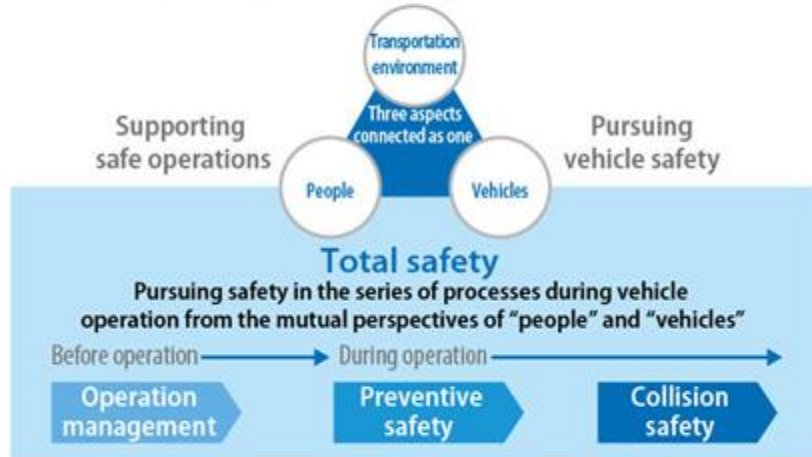 Transportation
environment
Three aspects
connected as one
Supporting
safe operations
Pursuing
vehicle safety
People
Vehicles
Total safety
Pursuing safety in the series of processes during vehicle
operation from the mutual perspectives of “people” and “vehicles”
Before operation
During operation
Operation
management
Preventive
safety
Collision
safety